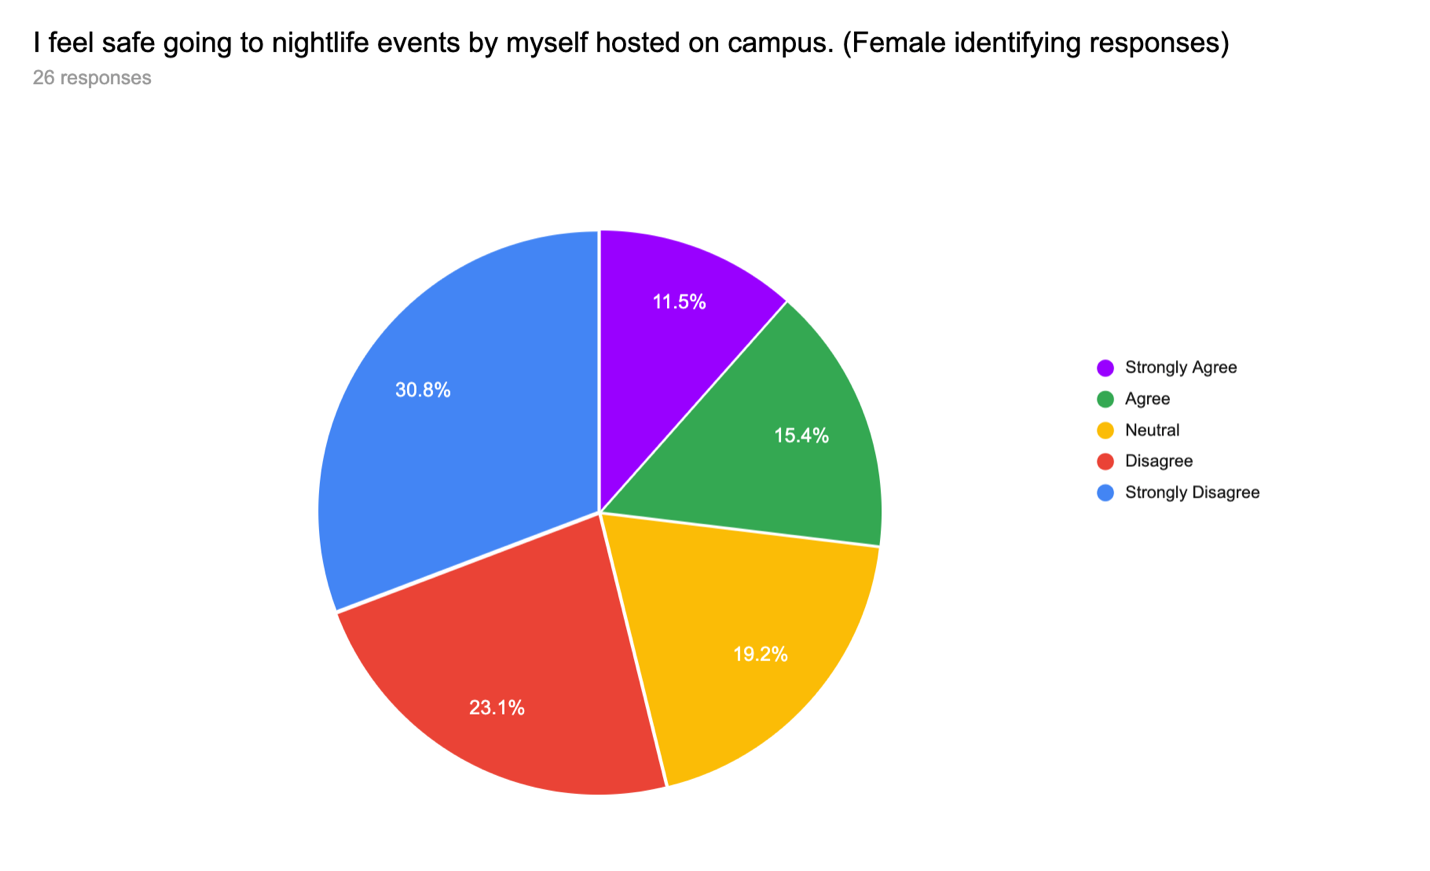 I feel safe going to nightlife events by myself hosted on campus. (Female identifying responses)
26 responses
11.5%
15.4%
19.2%
23.1%
30.8%
Strongly Agree
Agree
Neutral
Disagree
Strongly Disagree